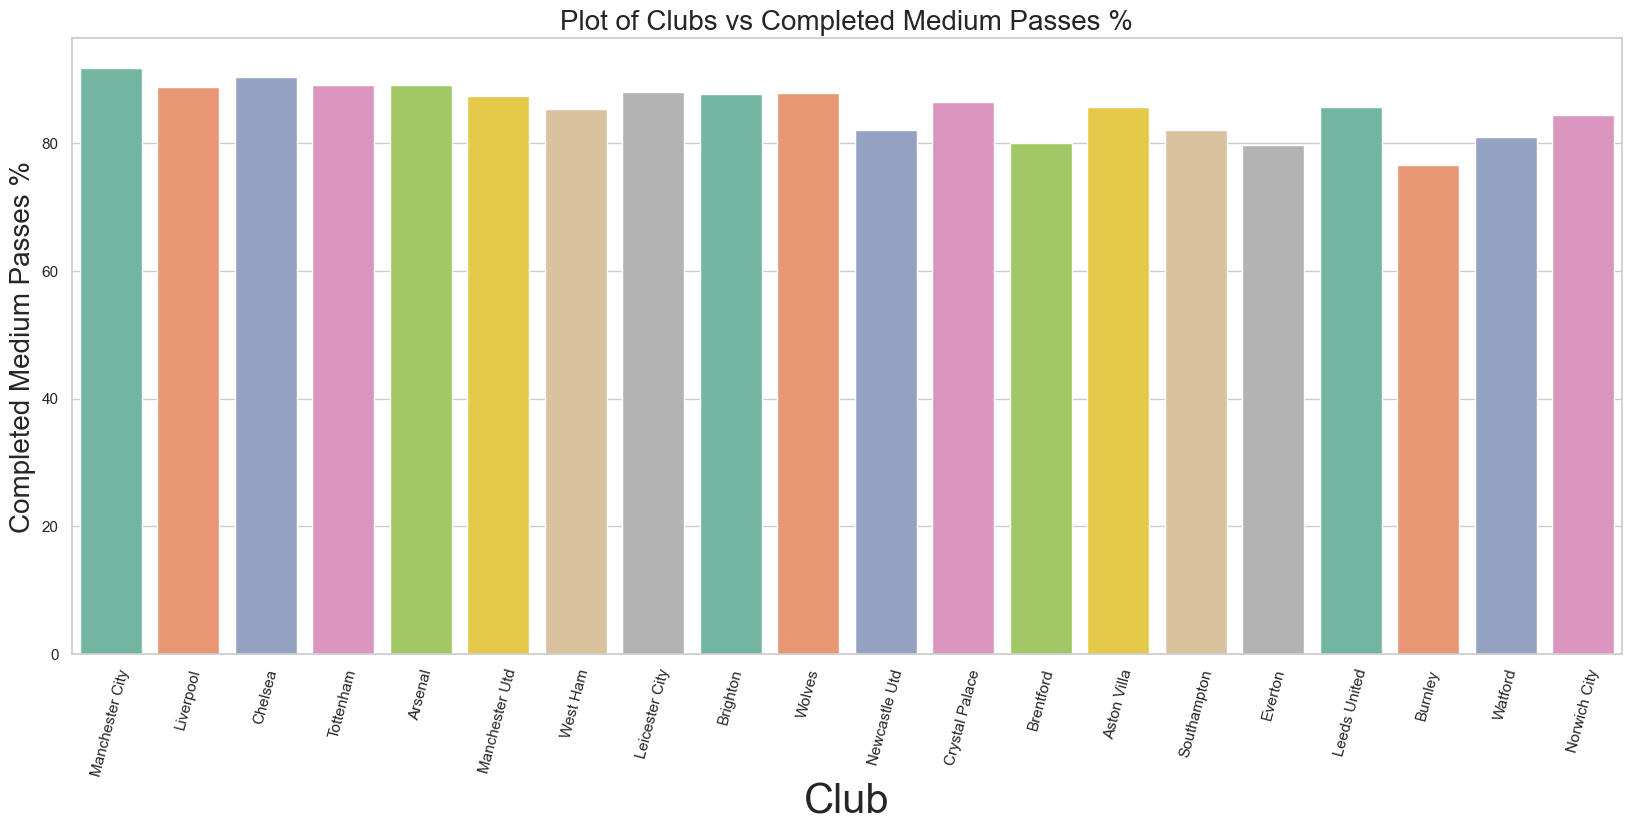 Plot of Clubs vs Completed Medium Passes %
Completed Medium Passes %
80
60
40
20
0
Manchester City
Liverpool
Chelsea
Tottenham
Arsenal
Manchester Utd
West Ham
Leicester City
Brighton
Wolves
Newcastle Utd
Crystal Palace
Brentford
Aston Villa
Southampton
Everton
Leeds United
Burnley
Watford
Norwich City
Club